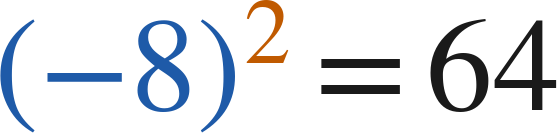 (−8)² = 64